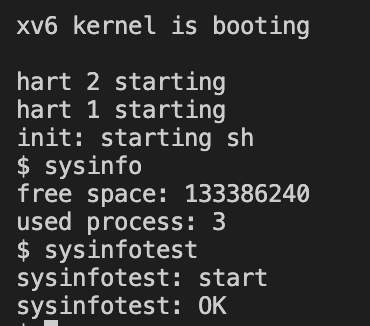 xv6 kernel is booting
hart 2 starting
hart 1 starting
init: starting sh
$ sysinfo
free space: 133386240
used process: 3
$ sysinfotest
sysinfotest: start
sysinfotest: OK
$